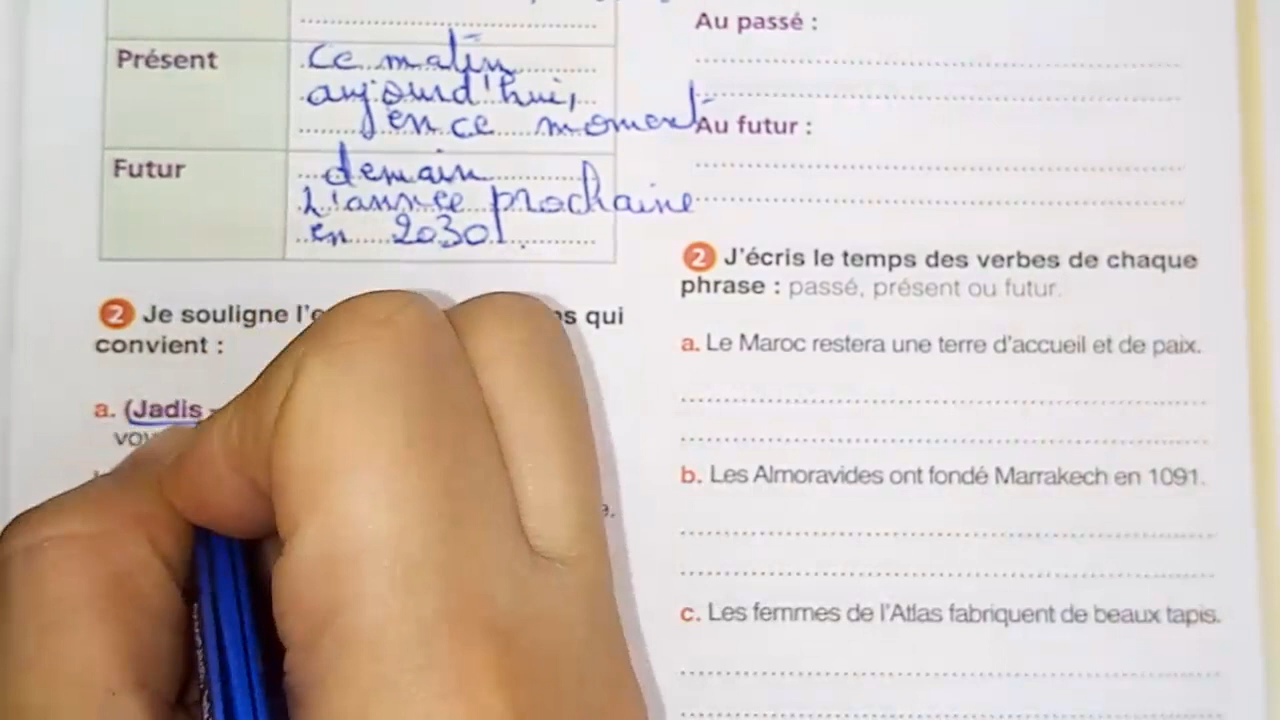 Présent
ce matin
aujourd'hui,
en ce moment
Futur
demain
L'année prochaine
en 2030
2 Je souligne l' s qui
convient :
a. (Jadis
Au passé :
Au futur :
2 J'écris le temps des verbes de chaque
phrase : passé, présent ou futur.
a. Le Maroc restera une terre d'accueil et de paix.
b. Les Almoravides ont fondé Marrakech en 1091.
c. Les femmes de l'Atlas fabriquent de beaux tapis.